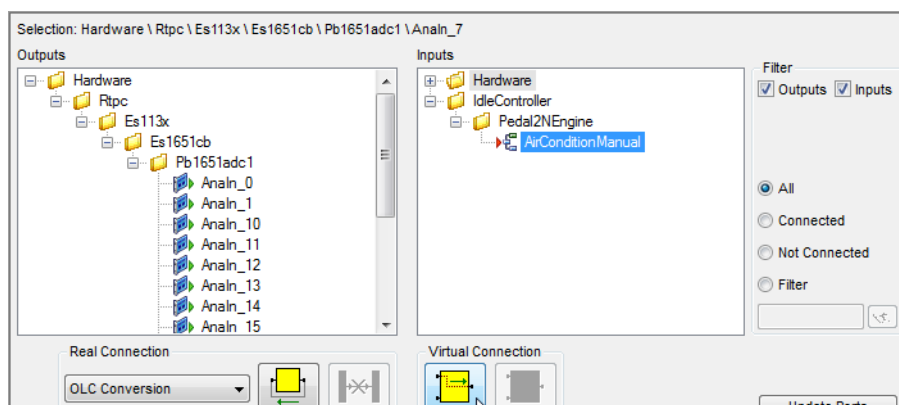 Selection: Hardware \ Rtpc \ Es113x \ Es1651cb \ Pb1651adc1 \ AnaIn_7
Outputs
Hardware
Rtpc
Es113x
Es1651cb
Pb1651adc1
AnaIn_0
AnaIn_1
AnaIn_10
AnaIn_11
AnaIn_12
AnaIn_13
AnaIn_14
AnaIn_15
Inputs
Hardware
IdleController
Pedal2NEngine
AirConditionManual
Filter
Outputs Inputs
All
Connected
Not Connected
Filter
Real Connection
OLC Conversion
Virtual Connection
Update Ports